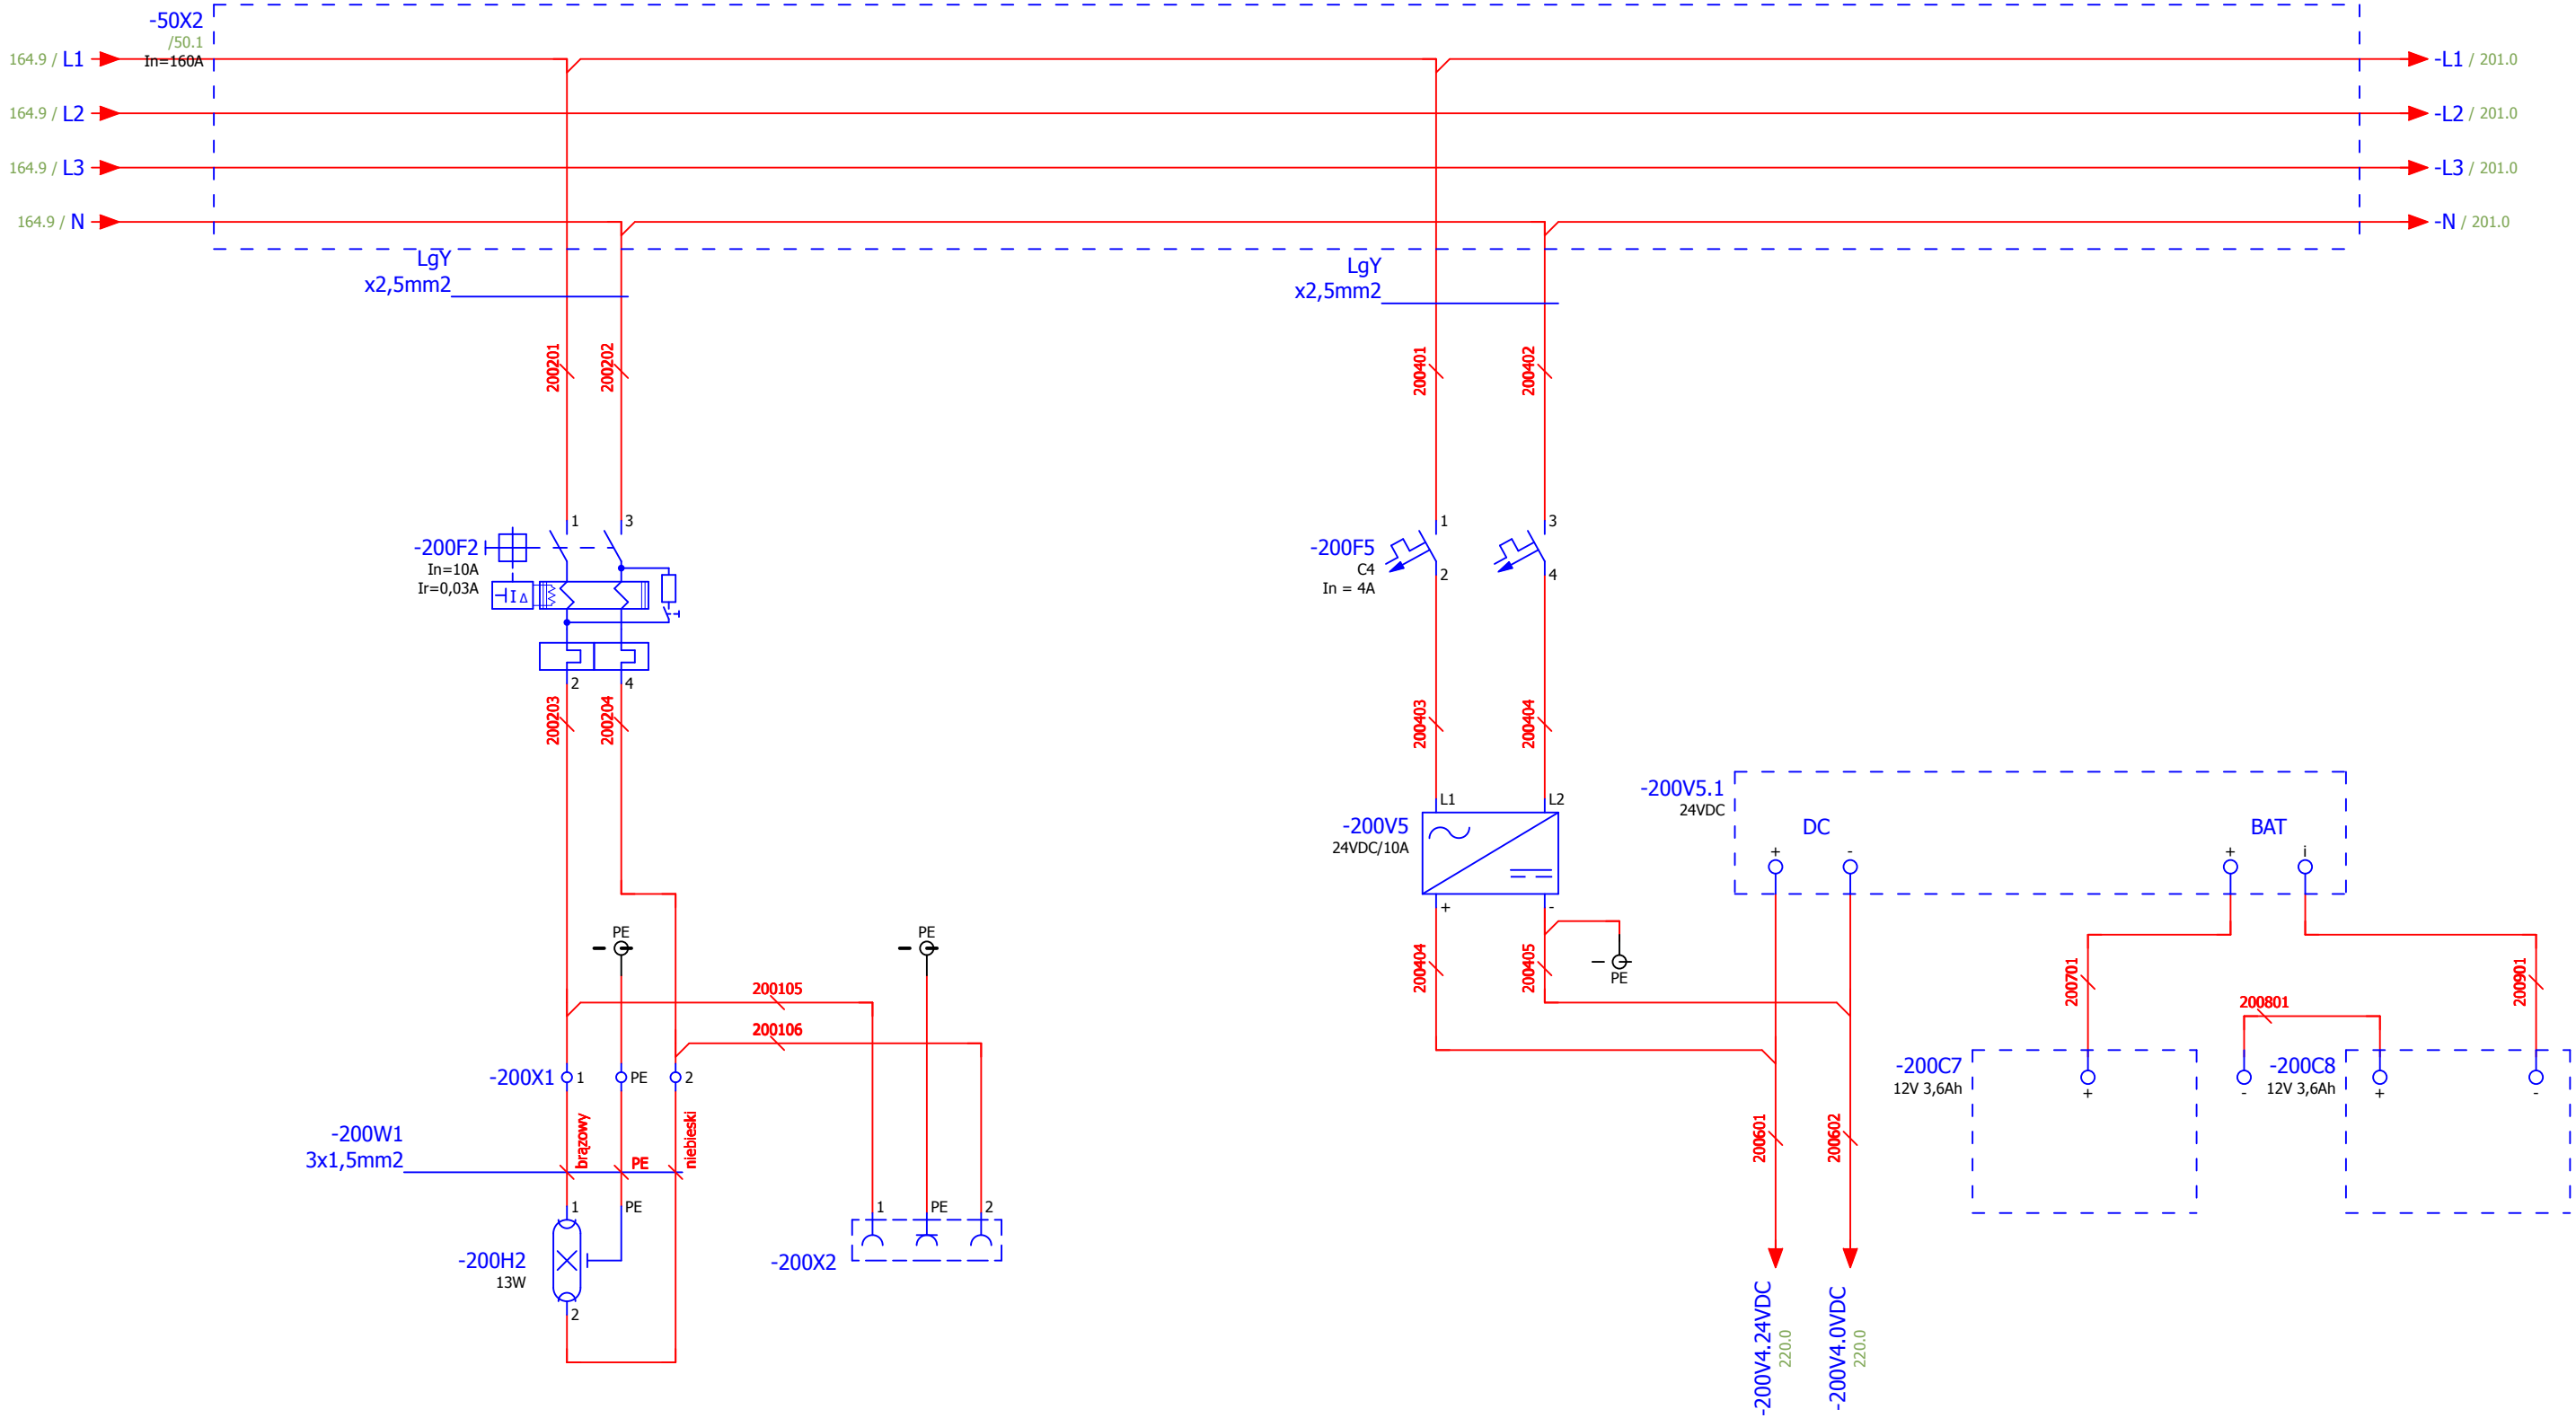 -50X2
/50.1
In=160A
164.9 / L1
-L1 / 201.0
164.9 / L2
-L2 / 201.0
164.9 / L3
-L3 / 201.0
164.9 / N
-N / 201.0
LgY
x2,5mm2
LgY
x2,5mm2
200201
200202
200401
200402
1
3
-200F2
In=10A
Ir=0,03A
I Δ
2
4
1
3
-200F5
C4
In = 4A
2
4
200203
200204
200403
200404
L1
L2
-200V5
24VDC/10A
+
-
-200V5.1
24VDC
DC
BAT
+
-
+
i
PE
PE
PE
200404
200405
200105
200106
200701
200801
200901
-200X1
1
PE
2
-200C7
12V 3,6Ah
+
-
-200C8
12V 3,6Ah
+
-
-200W1
3x1,5mm2
brązowy
PE
niebieski
200601
200602
1
PE
-200H2
13W
2
1
PE
2
-200X2
-200V4.24VDC
220.0
-200V4.0VDC
220.0